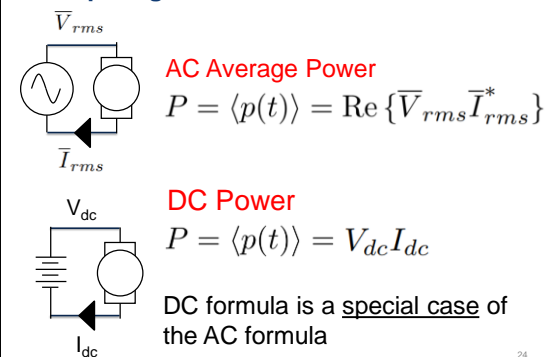 V̅rms
AC Average Power
P = ⟨p(t)⟩ = Re {V̅rms I̅*rms}
I̅rms
Vdc
DC Power
P = ⟨p(t)⟩ = VdcIdc
DC formula is a special case of
the AC formula
Idc
24